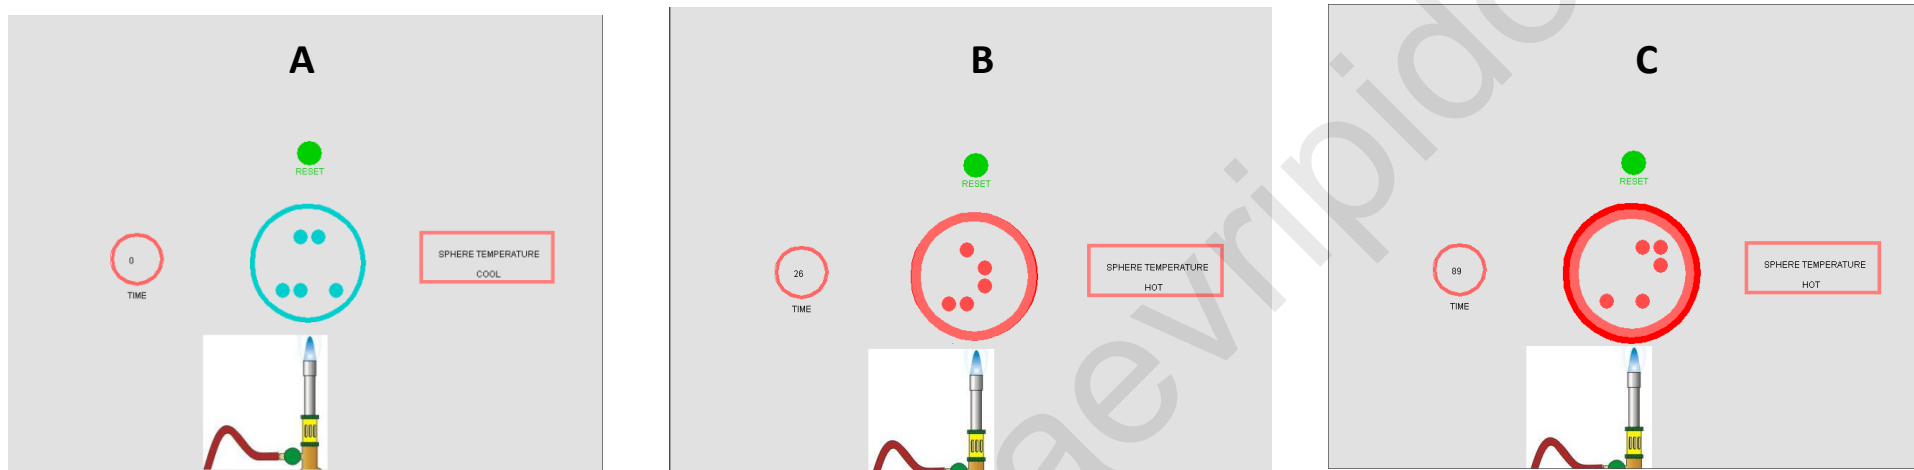 A
RESET
0
TIME
SPHERE TEMPERATURE
COOL
B
RESET
26
TIME
SPHERE TEMPERATURE
HOT
C
RESET
89
TIME
SPHERE TEMPERATURE
HOT